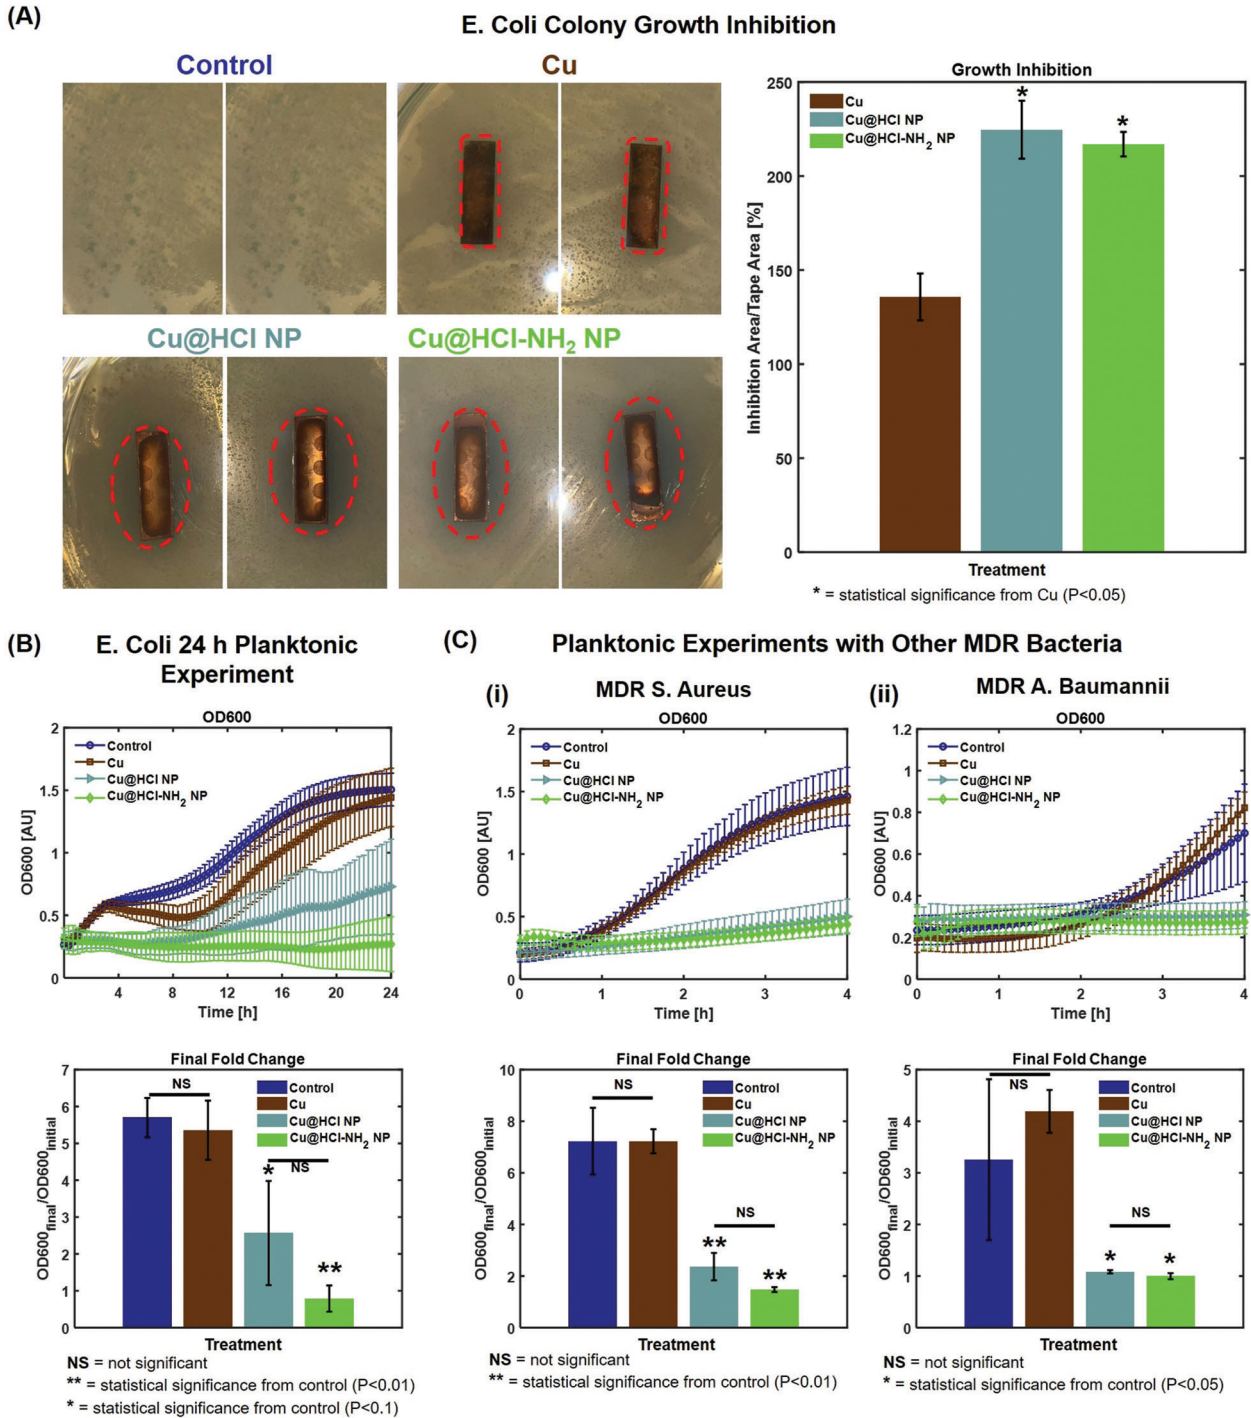 (A)
E. Coli Colony Growth Inhibition
Control
Cu
Cu@HCl NP
Cu@HCl-NH2 NP
Growth Inhibition
250
200
150
100
50
0
Inhibition Area/Tape Area [%]
Cu
Cu@HCl NP
Cu@HCl-NH2 NP
*
*
Treatment
* = statistical significance from Cu (P<0.05)
(B)
E. Coli 24 h Planktonic
Experiment
OD600
2
1.5
1
0.5
0
OD600 [AU]
Control
Cu
Cu@HCl NP
Cu@HCl-NH2 NP
4 8 12 16 20 24
Time [h]
Final Fold Change
7
6
5
4
3
2
1
0
OD600final/OD600initial
NS
Control
Cu
Cu@HCl NP
Cu@HCl-NH2 NP
NS
*
**
Treatment
NS = not significant
** = statistical significance from control (P<0.01)
* = statistical significance from control (P<0.1)
(C)
Planktonic Experiments with Other MDR Bacteria
(i)
MDR S. Aureus
OD600
2
1.5
1
0.5
0
OD600 [AU]
Control
Cu
Cu@HCl NP
Cu@HCl-NH2 NP
0 1 2 3 4
Time [h]
Final Fold Change
10
8
6
4
2
0
OD600final/OD600initial
NS
Control
Cu
Cu@HCl NP
Cu@HCl-NH2 NP
NS
**
**
Treatment
NS = not significant
** = statistical significance from control (P<0.01)
(ii)
MDR A. Baumannii
OD600
1.2
1
0.8
0.6
0.4
0.2
0
OD600 [AU]
Control
Cu
Cu@HCl NP
Cu@HCl-NH2 NP
0 1 2 3 4
Time [h]
Final Fold Change
5
4
3
2
1
0
OD600final/OD600initial
NS
Control
Cu
Cu@HCl NP
Cu@HCl-NH2 NP
NS
*
*
Treatment
NS = not significant
* = statistical significance from control (P<0.05)